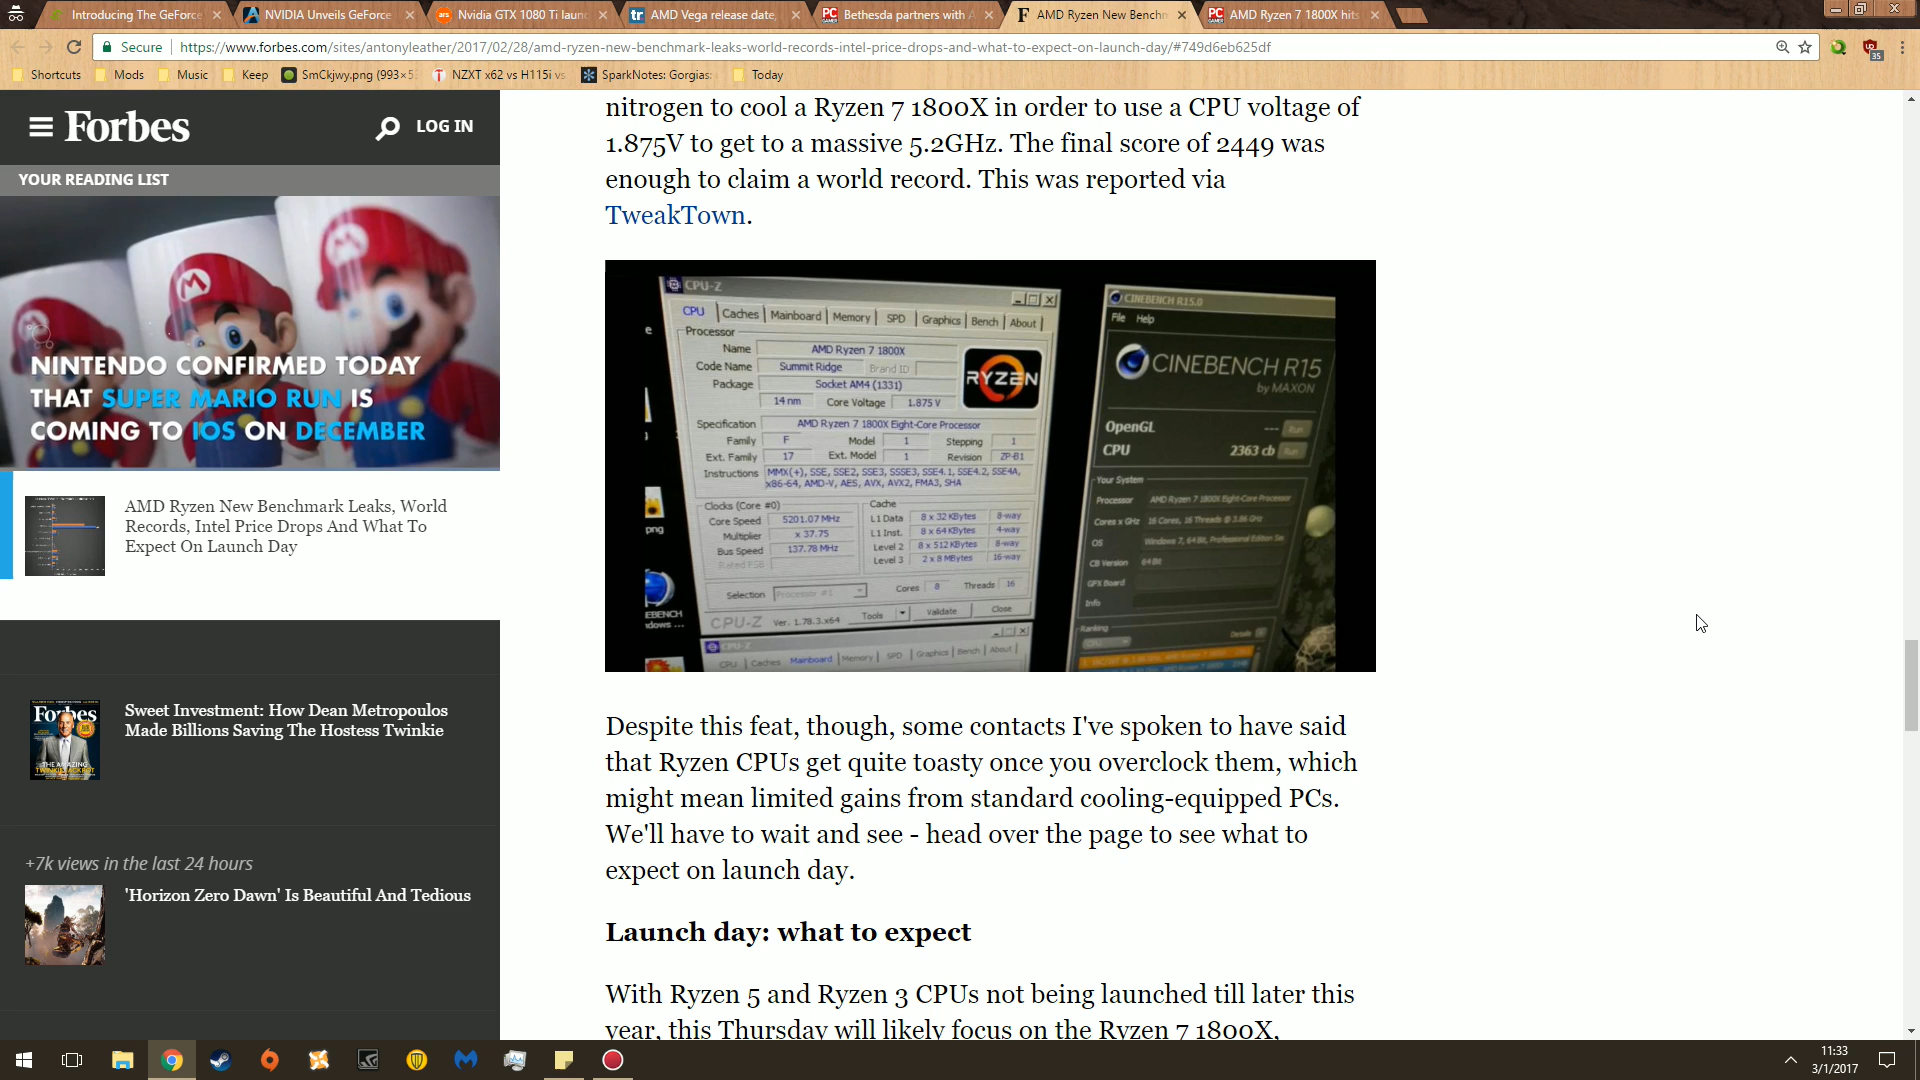 Introducing The GeForce
NVIDIA Unveils GeForce
Nvidia GTX 1080 Ti laun
AMD Vega release date,
Bethesda partners with A
AMD Ryzen New Benchm
AMD Ryzen 7 1800X hits
Secure
https://www.forbes.com/sites/antonyleather/2017/02/28/amd-ryzen-new-benchmark-leaks-world-records-intel-price-drops-and-what-to-expect-on-launch-day/#749d6eb625df
35
Shortcuts
Mods
Music
Keep
SmCkjwy.png (993×5
NZXT x62 vs H115i vs
SparkNotes: Gorgias:
Today
Forbes
LOG IN
YOUR READING LIST
NINTENDO CONFIRMED TODAY
THAT SUPER MARIO RUN IS
COMING TO IOS ON DECEMBER
AMD Ryzen New Benchmark Leaks, World
Records, Intel Price Drops And What To
Expect On Launch Day
Forbes
Sweet Investment: How Dean Metropoulos
Made Billions Saving The Hostess Twinkie
+7k views in the last 24 hours
'Horizon Zero Dawn' Is Beautiful And Tedious
nitrogen to cool a Ryzen 7 1800X in order to use a CPU voltage of
1.875V to get to a massive 5.2GHz. The final score of 2449 was
enough to claim a world record. This was reported via
TweakTown.
CPU-Z
CPU Caches Mainboard Memory SPD Graphics Bench About
Processor
Name AMD Ryzen 7 1800X
Code Name Summit Ridge Brand ID
Package Socket AM4 (1331)
14 nm Core Voltage 1.875 V
RYZEN
Specification AMD Ryzen 7 1800X Eight-Core Processor
Family F Model 1 Stepping 1
Ext. Family 17 Ext. Model 1 Revision ZP-B1
Instructions MMX(+), SSE, SSE2, SSE3, SSSE3, SSE4.1, SSE4.2, SSE4A,
x86-64, AMD-V, AES, AVX, AVX2, FMA3, SHA
Clocks (Core #0)
Core Speed 5201.07 MHz
Multiplier x 37.75
Bus Speed 137.78 MHz
Rated FSB
Cache
L1 Data 8 x 32 KBytes 8-way
L1 Inst. 8 x 64 KBytes 4-way
Level 2 8 x 512 KBytes 8-way
Level 3 2 x 8 MBytes 16-way
Selection Processor #1 Cores 8 Threads 16
CPU-Z Ver. 1.78.3.x64 Tools Validate Close
CPU-Z
CPU Caches Mainboard Memory SPD Graphics Bench About
png
CINEBENCH R15.0
File Help
CINEBENCH R15
by MAXON
OpenGL --- Run
CPU 2363 cb Run
Your System
Processor AMD Ryzen 7 1800X Eight-Core Processor
Cores x GHz 16 Cores, 16 Threads @ 3.86 GHz
OS Windows 7, 64 Bit, Professional Edition
CB Version 64 Bit
GFX Board
Info
Ranking
Details
Despite this feat, though, some contacts I've spoken to have said
that Ryzen CPUs get quite toasty once you overclock them, which
might mean limited gains from standard cooling-equipped PCs.
We'll have to wait and see - head over the page to see what to
expect on launch day.
Launch day: what to expect
With Ryzen 5 and Ryzen 3 CPUs not being launched till later this
year, this Thursday will likely focus on the Ryzen 7 1800X,
11:33
3/1/2017